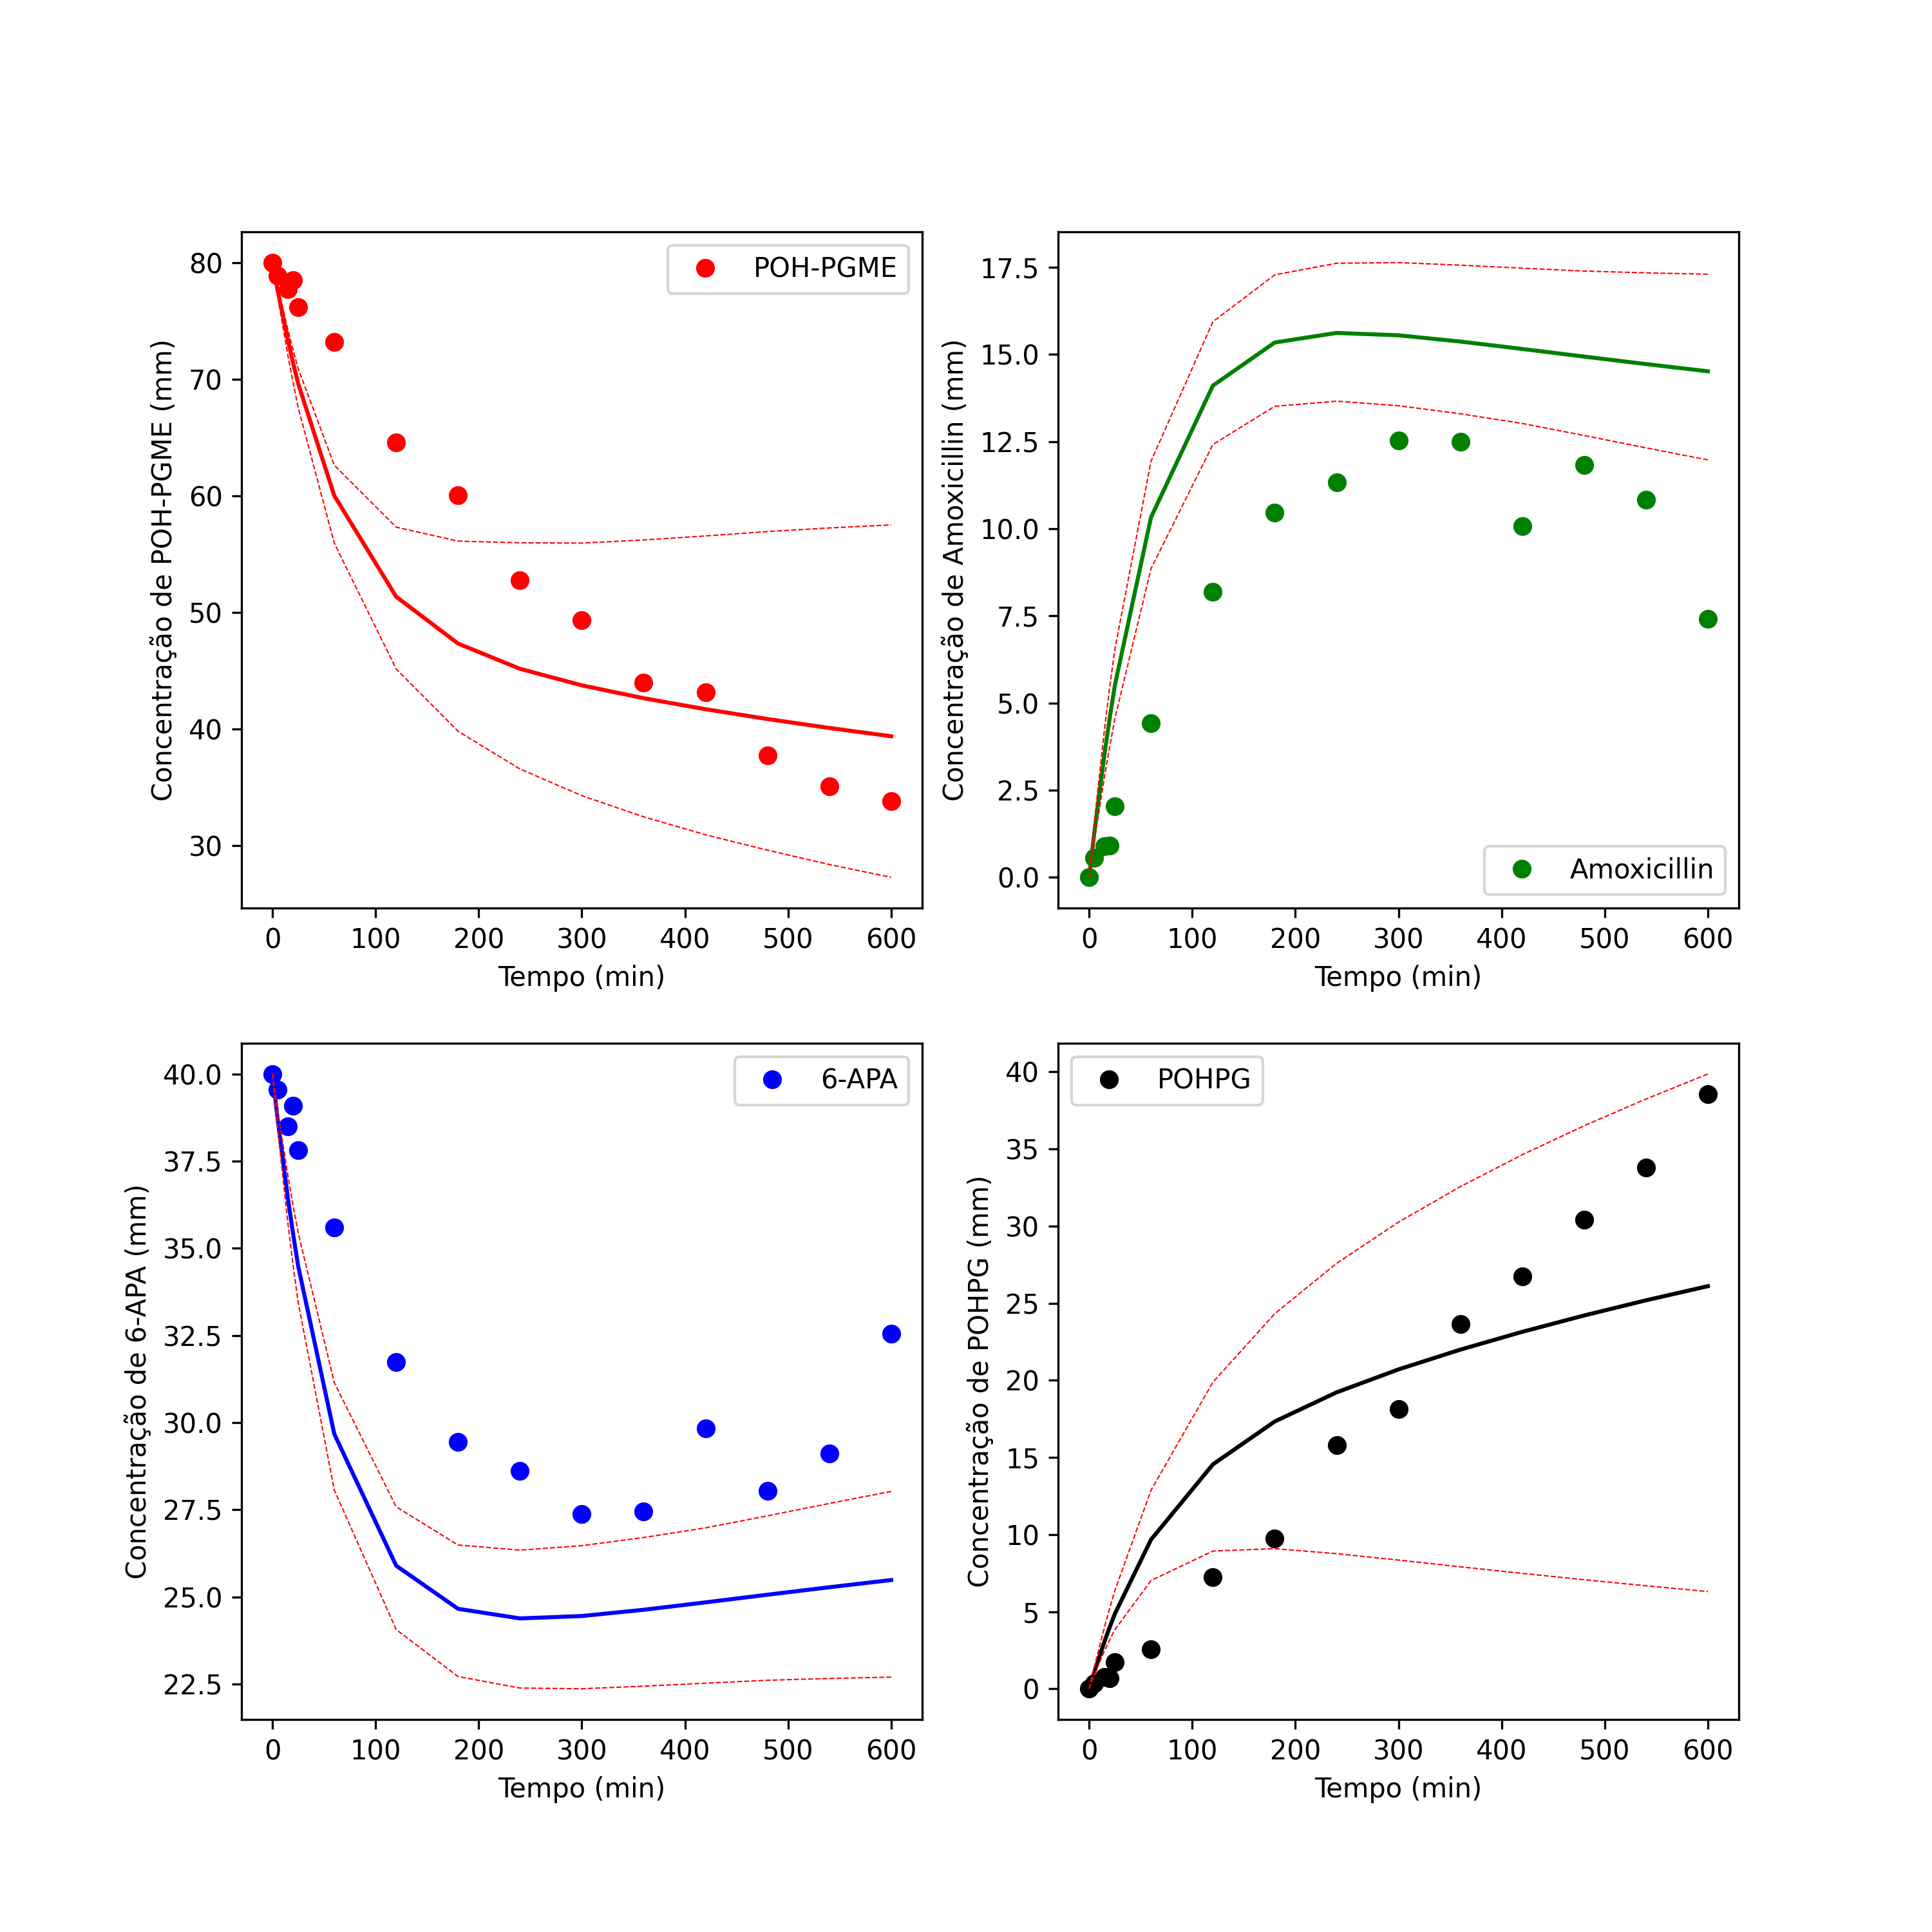 POH-PGME
Concentração de POH-PGME (mm)
80
70
60
50
40
30
0 100 200 300 400 500 600
Tempo (min)
Amoxicillin
Concentração de Amoxicillin (mm)
17.5
15.0
12.5
10.0
7.5
5.0
2.5
0.0
0 100 200 300 400 500 600
Tempo (min)
6-APA
Concentração de 6-APA (mm)
40.0
37.5
35.0
32.5
30.0
27.5
25.0
22.5
0 100 200 300 400 500 600
Tempo (min)
POHPG
Concentração de POHPG (mm)
40
35
30
25
20
15
10
5
0
0 100 200 300 400 500 600
Tempo (min)